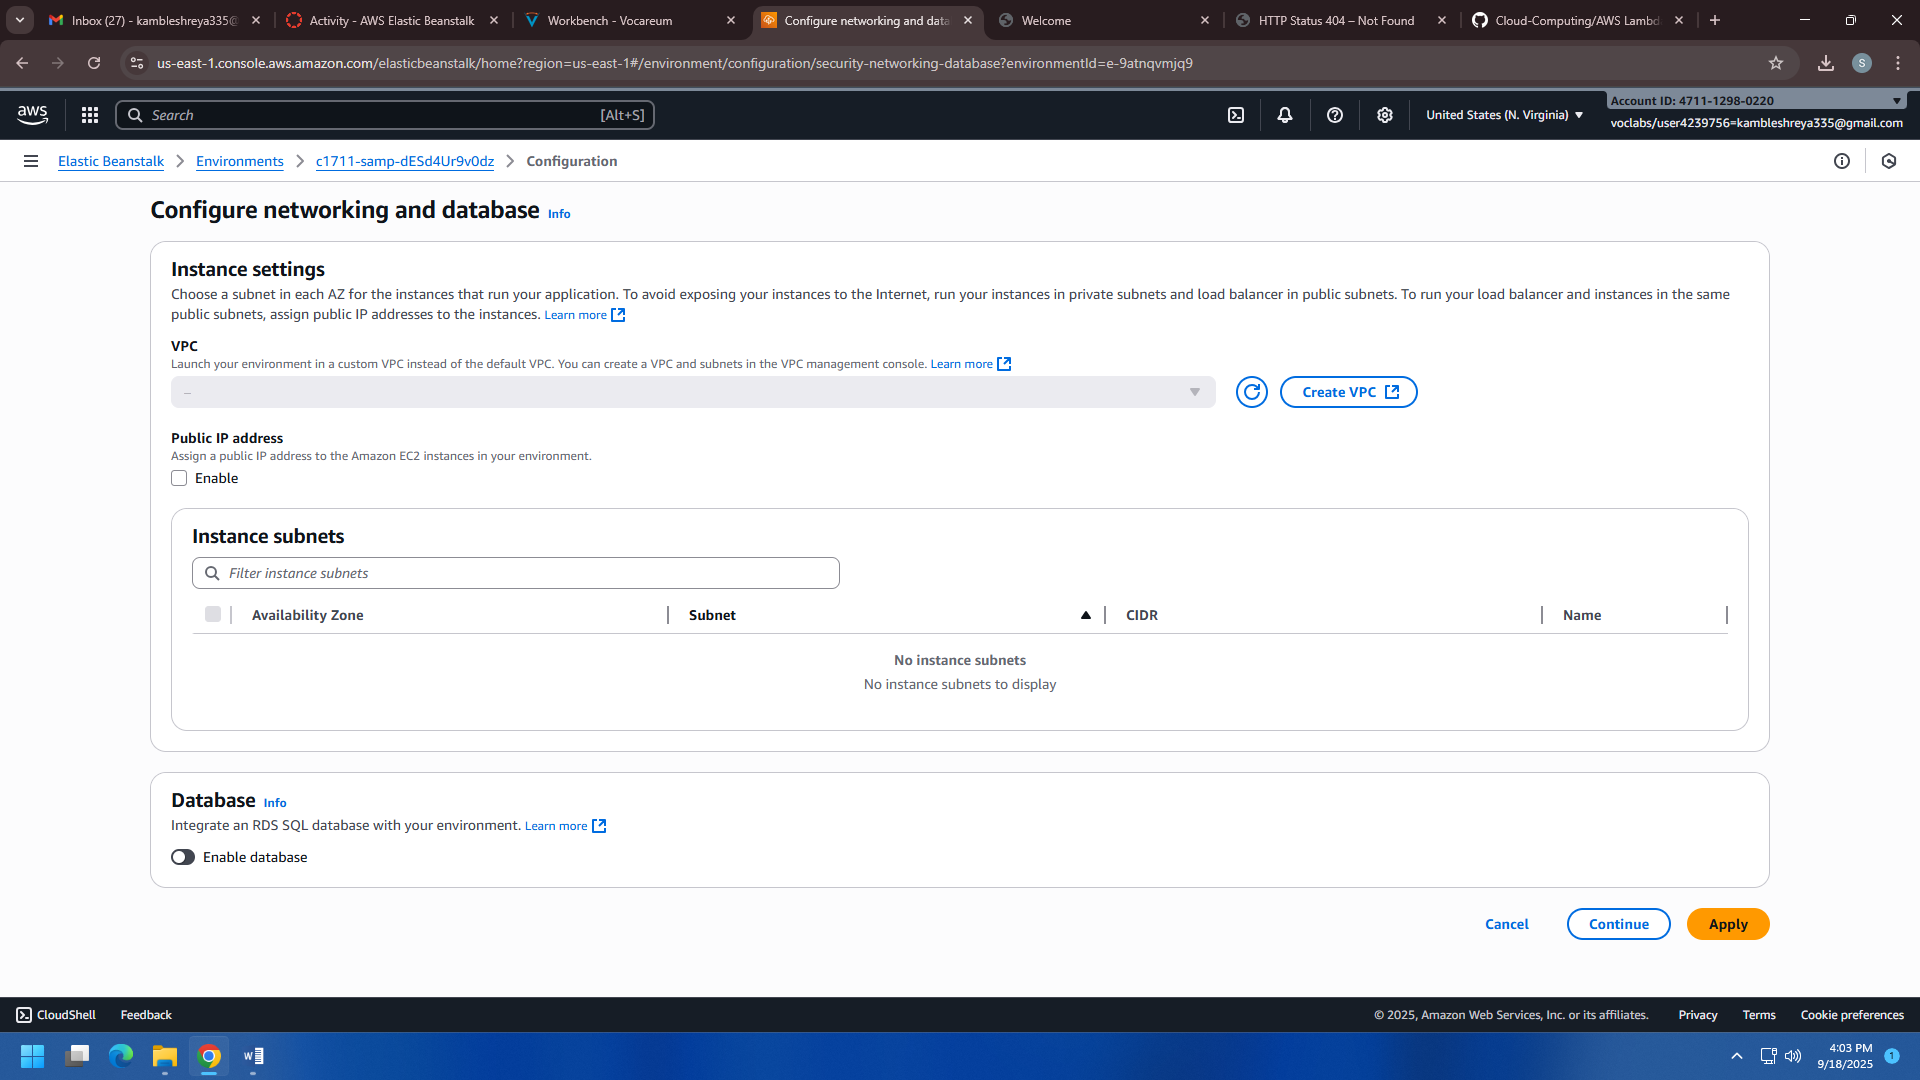 Inbox (27) - kambleshreya335@
Activity - AWS Elastic Beanstalk
Workbench - Vocareum
Configure networking and data
Welcome
HTTP Status 404 – Not Found
Cloud-Computing/AWS Lambd
us-east-1.console.aws.amazon.com/elasticbeanstalk/home?region=us-east-1#/environment/configuration/security-networking-database?environmentId=e-9atnqvmjq9
S
aws
Search
[Alt+S]
United States (N. Virginia)
Account ID: 4711-1298-0220
voclabs/user4239756=kambleshreya335@gmail.com
Elastic Beanstalk
Environments
c1711-samp-dESd4Ur9v0dz
Configuration
Configure networking and database Info
Instance settings
Choose a subnet in each AZ for the instances that run your application. To avoid exposing your instances to the Internet, run your instances in private subnets and load balancer in public subnets. To run your load balancer and instances in the same
public subnets, assign public IP addresses to the instances. Learn more
VPC
Launch your environment in a custom VPC instead of the default VPC. You can create a VPC and subnets in the VPC management console. Learn more
–
Create VPC
Public IP address
Assign a public IP address to the Amazon EC2 instances in your environment.
Enable
Instance subnets
Filter instance subnets
Availability Zone
Subnet
CIDR
Name
No instance subnets
No instance subnets to display
Database Info
Integrate an RDS SQL database with your environment. Learn more
Enable database
Cancel
Continue
Apply
CloudShell
Feedback
© 2025, Amazon Web Services, Inc. or its affiliates.
Privacy
Terms
Cookie preferences
W
4:03 PM
9/18/2025
1